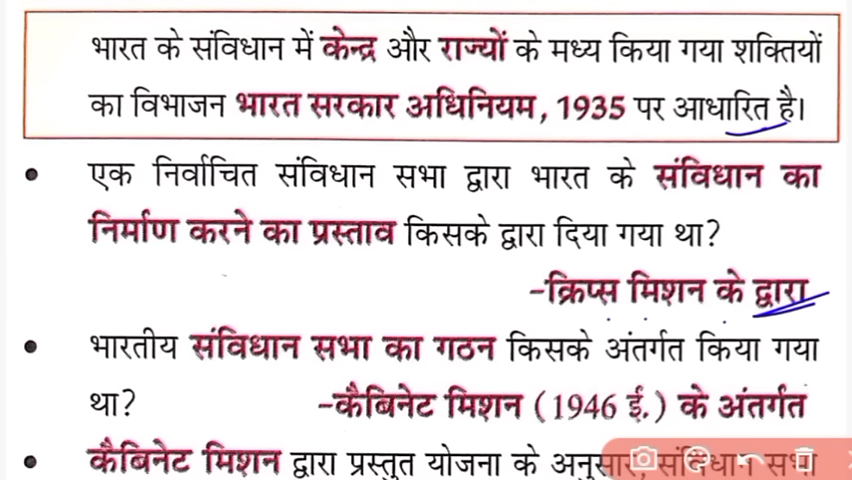 भारत के संविधान में केन्द्र और राज्यों के मध्य किया गया शक्तियों
का विभाजन भारत सरकार अधिनियम, 1935 पर आधारित है।
• एक निर्वाचित संविधान सभा द्वारा भारत के संविधान का
निर्माण करने का प्रस्ताव किसके द्वारा दिया गया था?
-क्रिप्स मिशन के द्वारा
• भारतीय संविधान सभा का गठन किसके अंतर्गत किया गया
था? -कैबिनेट मिशन (1946 ई.) के अंतर्गत
• कैबिनेट मिशन द्वारा प्रस्तुत योजना के अनुसार, संविधान सभा